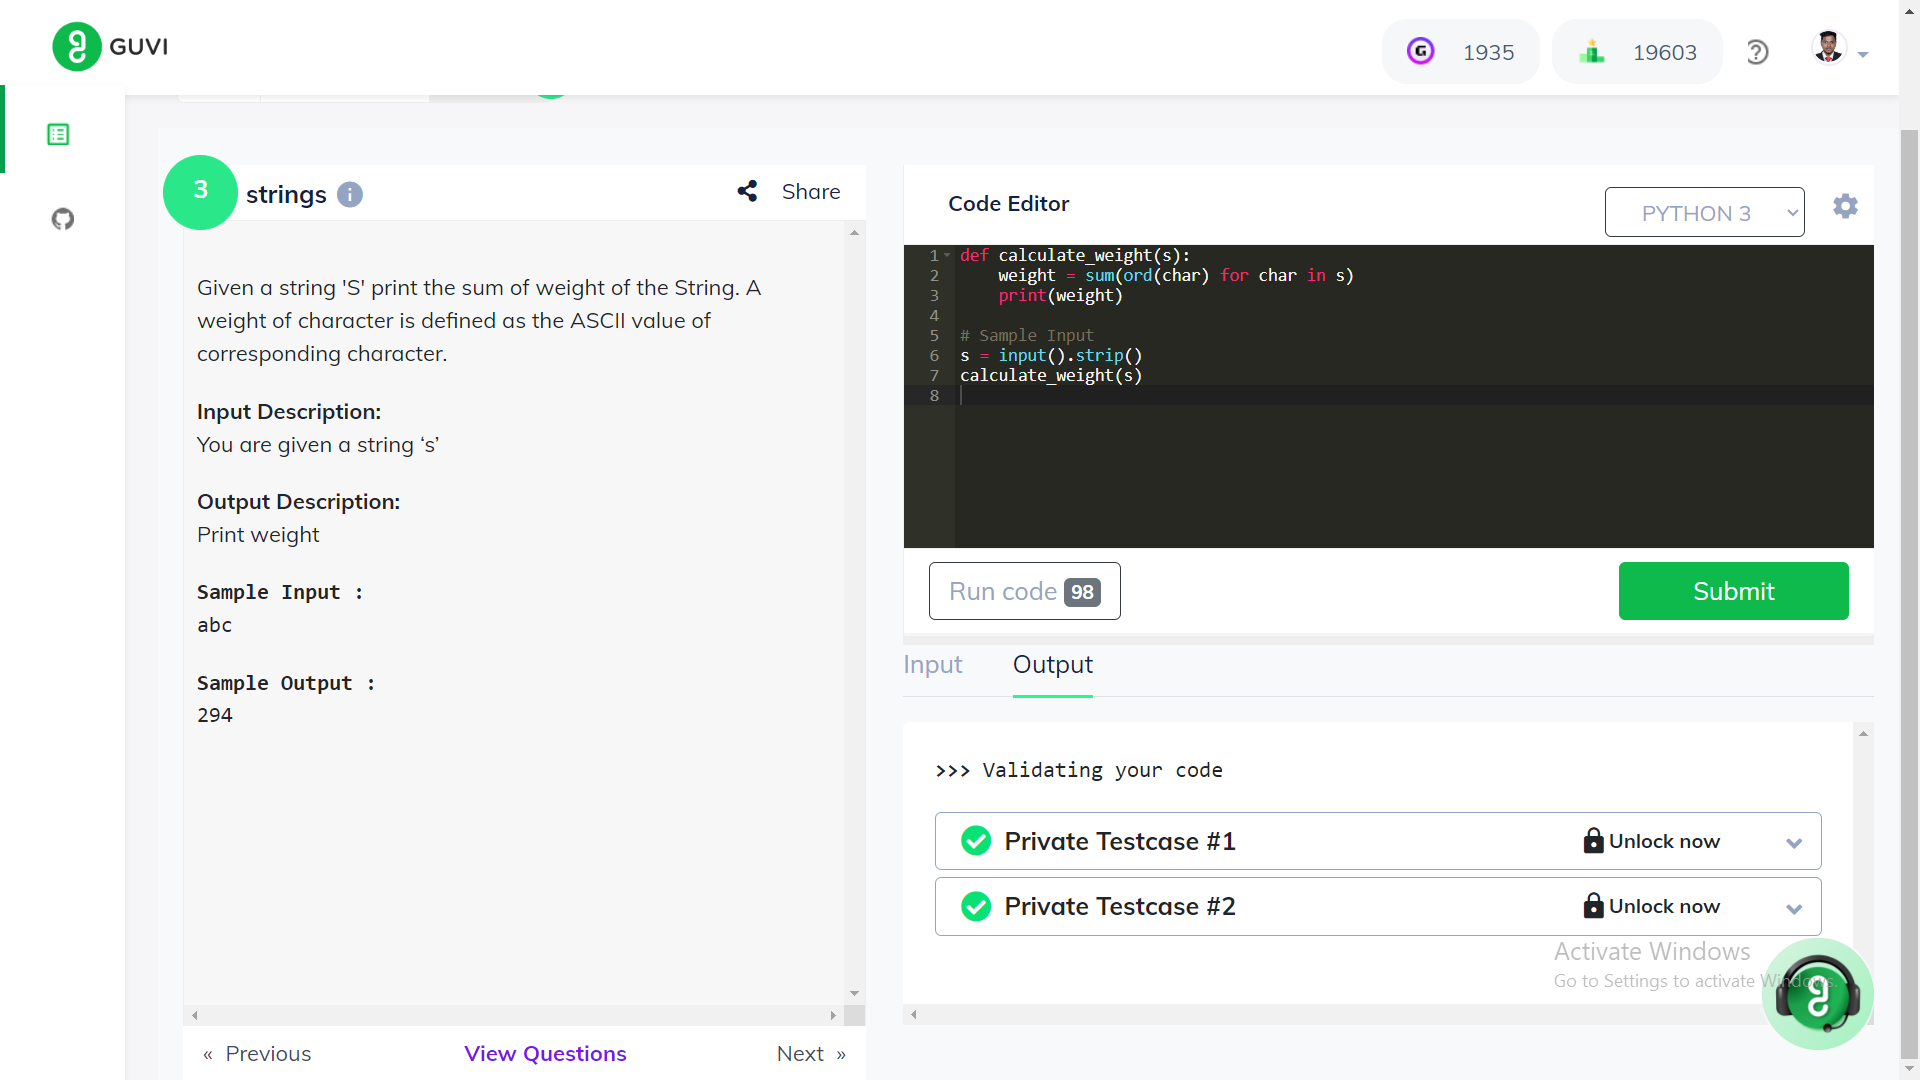 GUVI
1935
19603
3
strings
Share
Given a string 'S' print the sum of weight of the String. A
weight of character is defined as the ASCII value of
corresponding character.
Input Description:
You are given a string ‘s’
Output Description:
Print weight
Sample Input :
abc
Sample Output :
294
« Previous
View Questions
Next »
Code Editor
PYTHON 3
1 def calculate_weight(s):
2     weight = sum(ord(char) for char in s)
3     print(weight)
4
5 # Sample Input
6 s = input().strip()
7 calculate_weight(s)
8
Run code 98
Submit
Input
Output
>>> Validating your code
Private Testcase #1
Unlock now
Private Testcase #2
Unlock now
Activate Windows
Go to Settings to activate Windows.